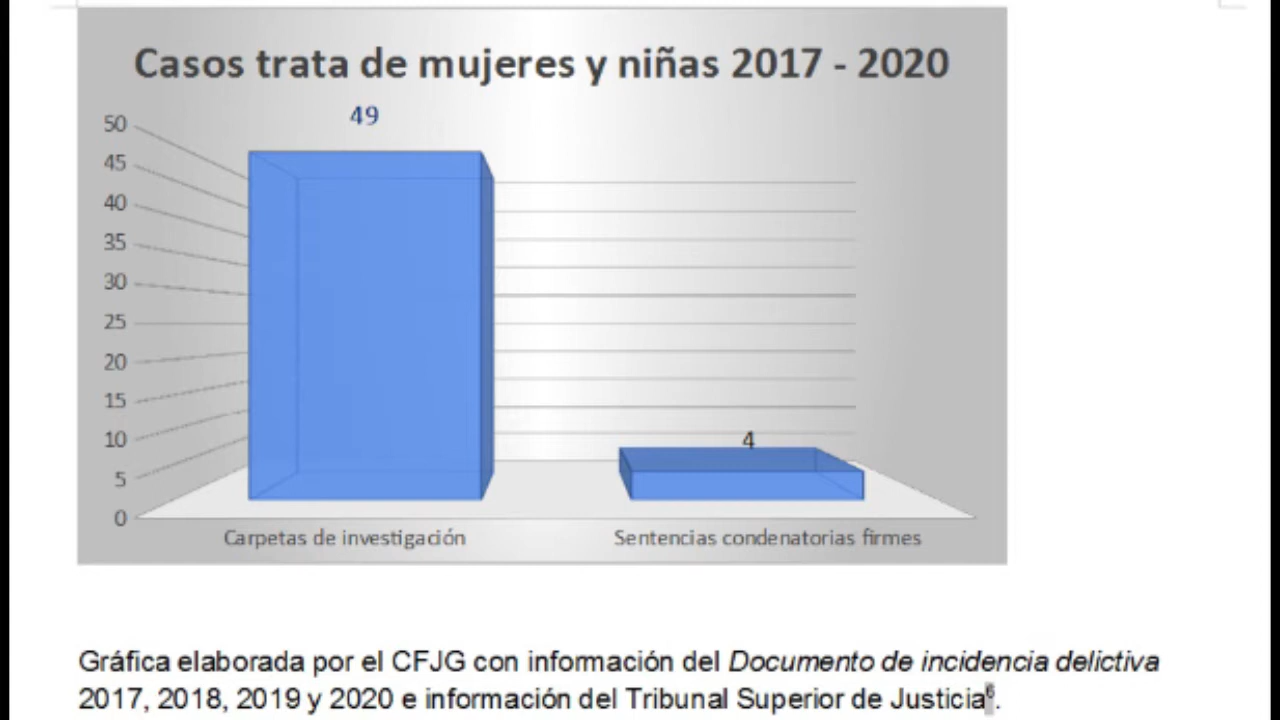 Casos trata de mujeres y niñas 2017 - 2020
49
50
45
40
35
30
25
20
15
10
5
0
4
Carpetas de investigación
Sentencias condenatorias firmes
Gráfica elaborada por el CFJG con información del Documento de incidencia delictiva
2017, 2018, 2019 y 2020 e información del Tribunal Superior de Justicia⁶.